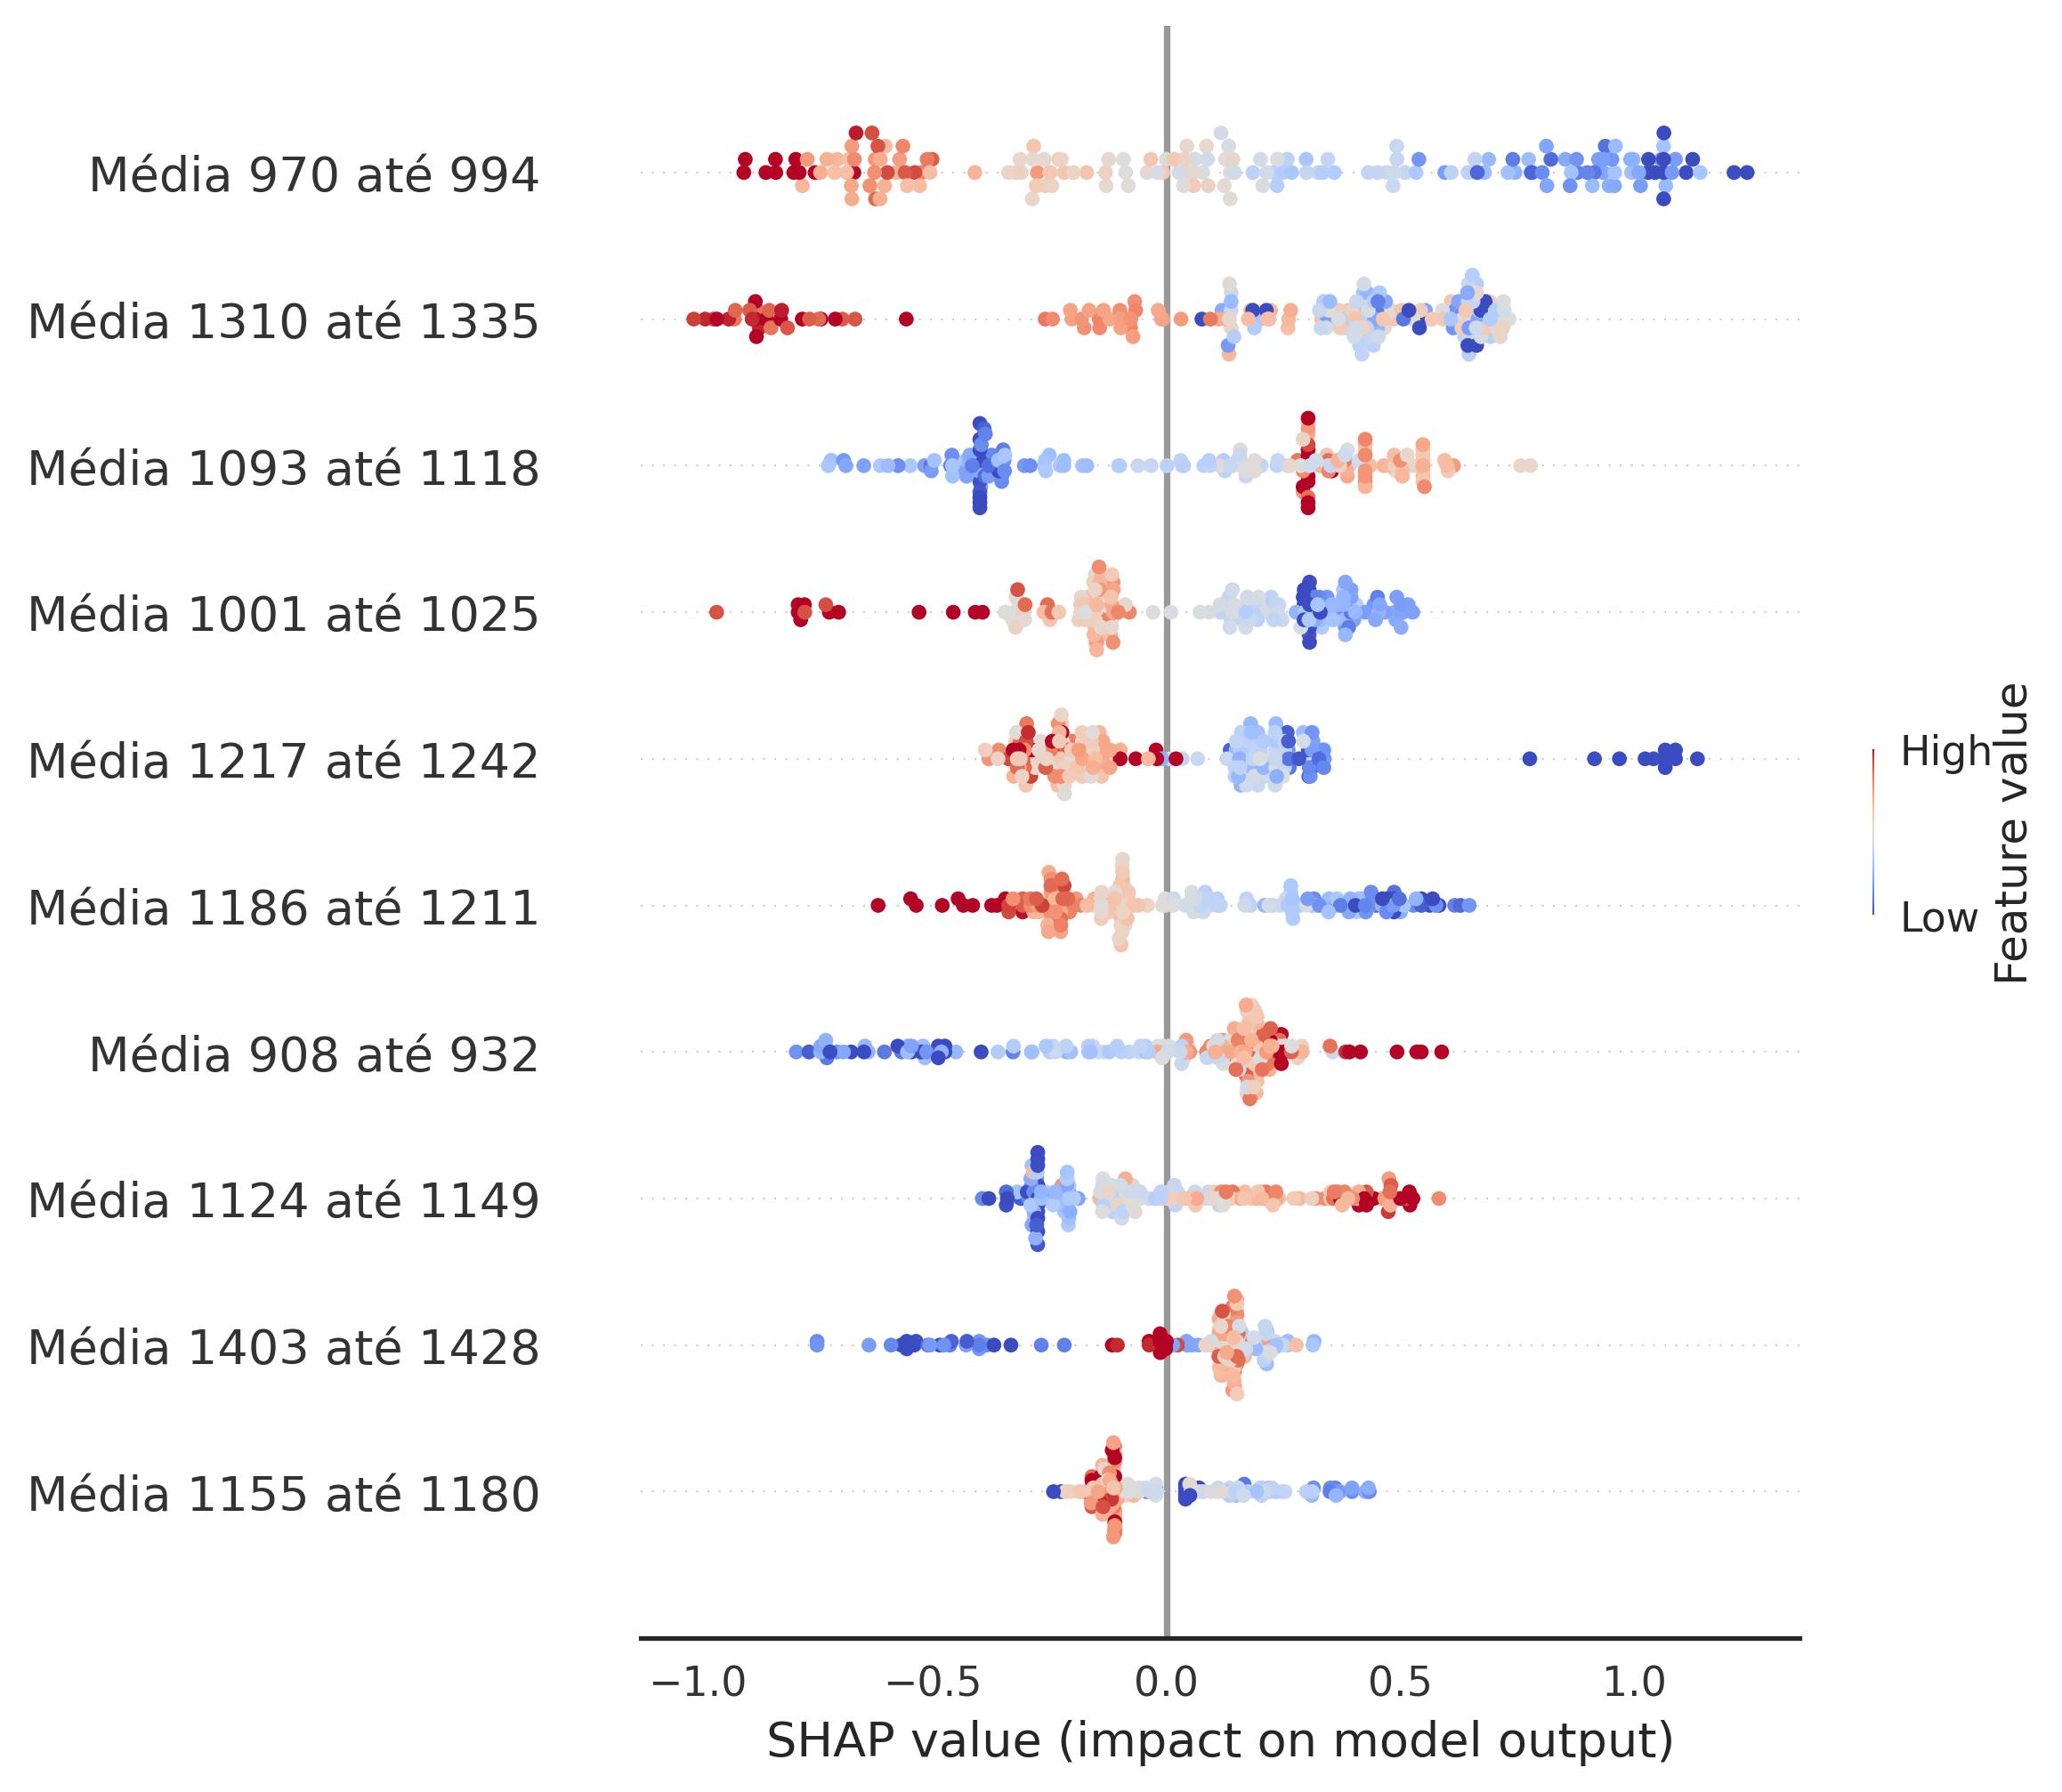 Média 970 até 994
Média 1310 até 1335
Média 1093 até 1118
Média 1001 até 1025
Média 1217 até 1242
Média 1186 até 1211
Média 908 até 932
Média 1124 até 1149
Média 1403 até 1428
Média 1155 até 1180
−1.0 −0.5 0.0 0.5 1.0
SHAP value (impact on model output)
High
Low
Feature value